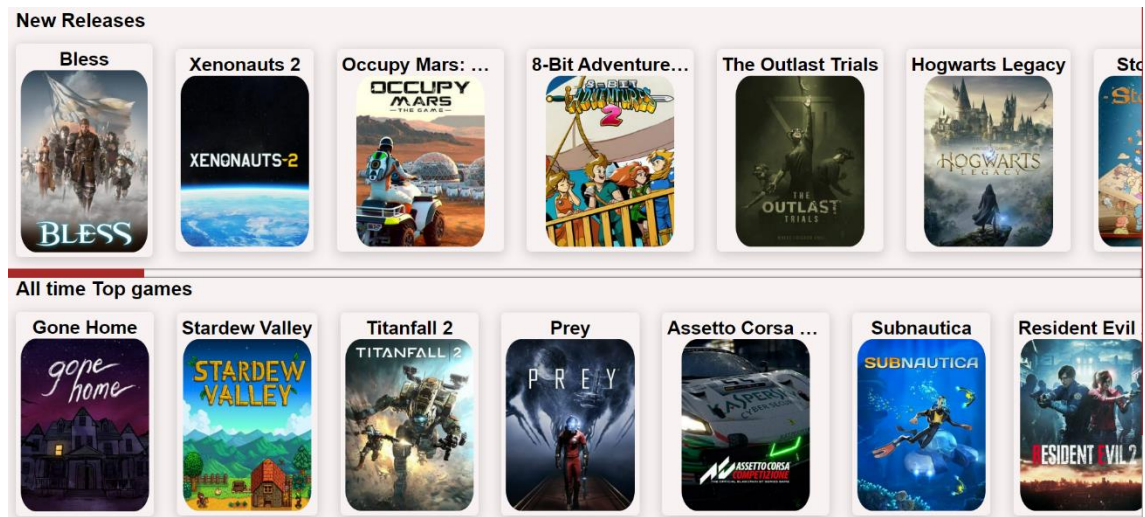 New Releases
Bless
BLESS
Xenonauts 2
XENONAUTS-2
Occupy Mars: ...
OCCUPY
MARS
THE GAME
8-Bit Adventure...
8-BIT
ADVENTURES
2
The Outlast Trials
THE
OUTLAST
TRIALS
Hogwarts Legacy
HOGWARTS
LEGACY
Sto
All time Top games
Gone Home
gone
home
Stardew Valley
STARDEW
VALLEY
Titanfall 2
TITANFALL 2
Prey
PREY
Assetto Corsa ...
ASSETTO CORSA
COMPETIZIONE
Subnautica
SUBNAUTICA
Resident Evil
RESIDENT EVIL 2